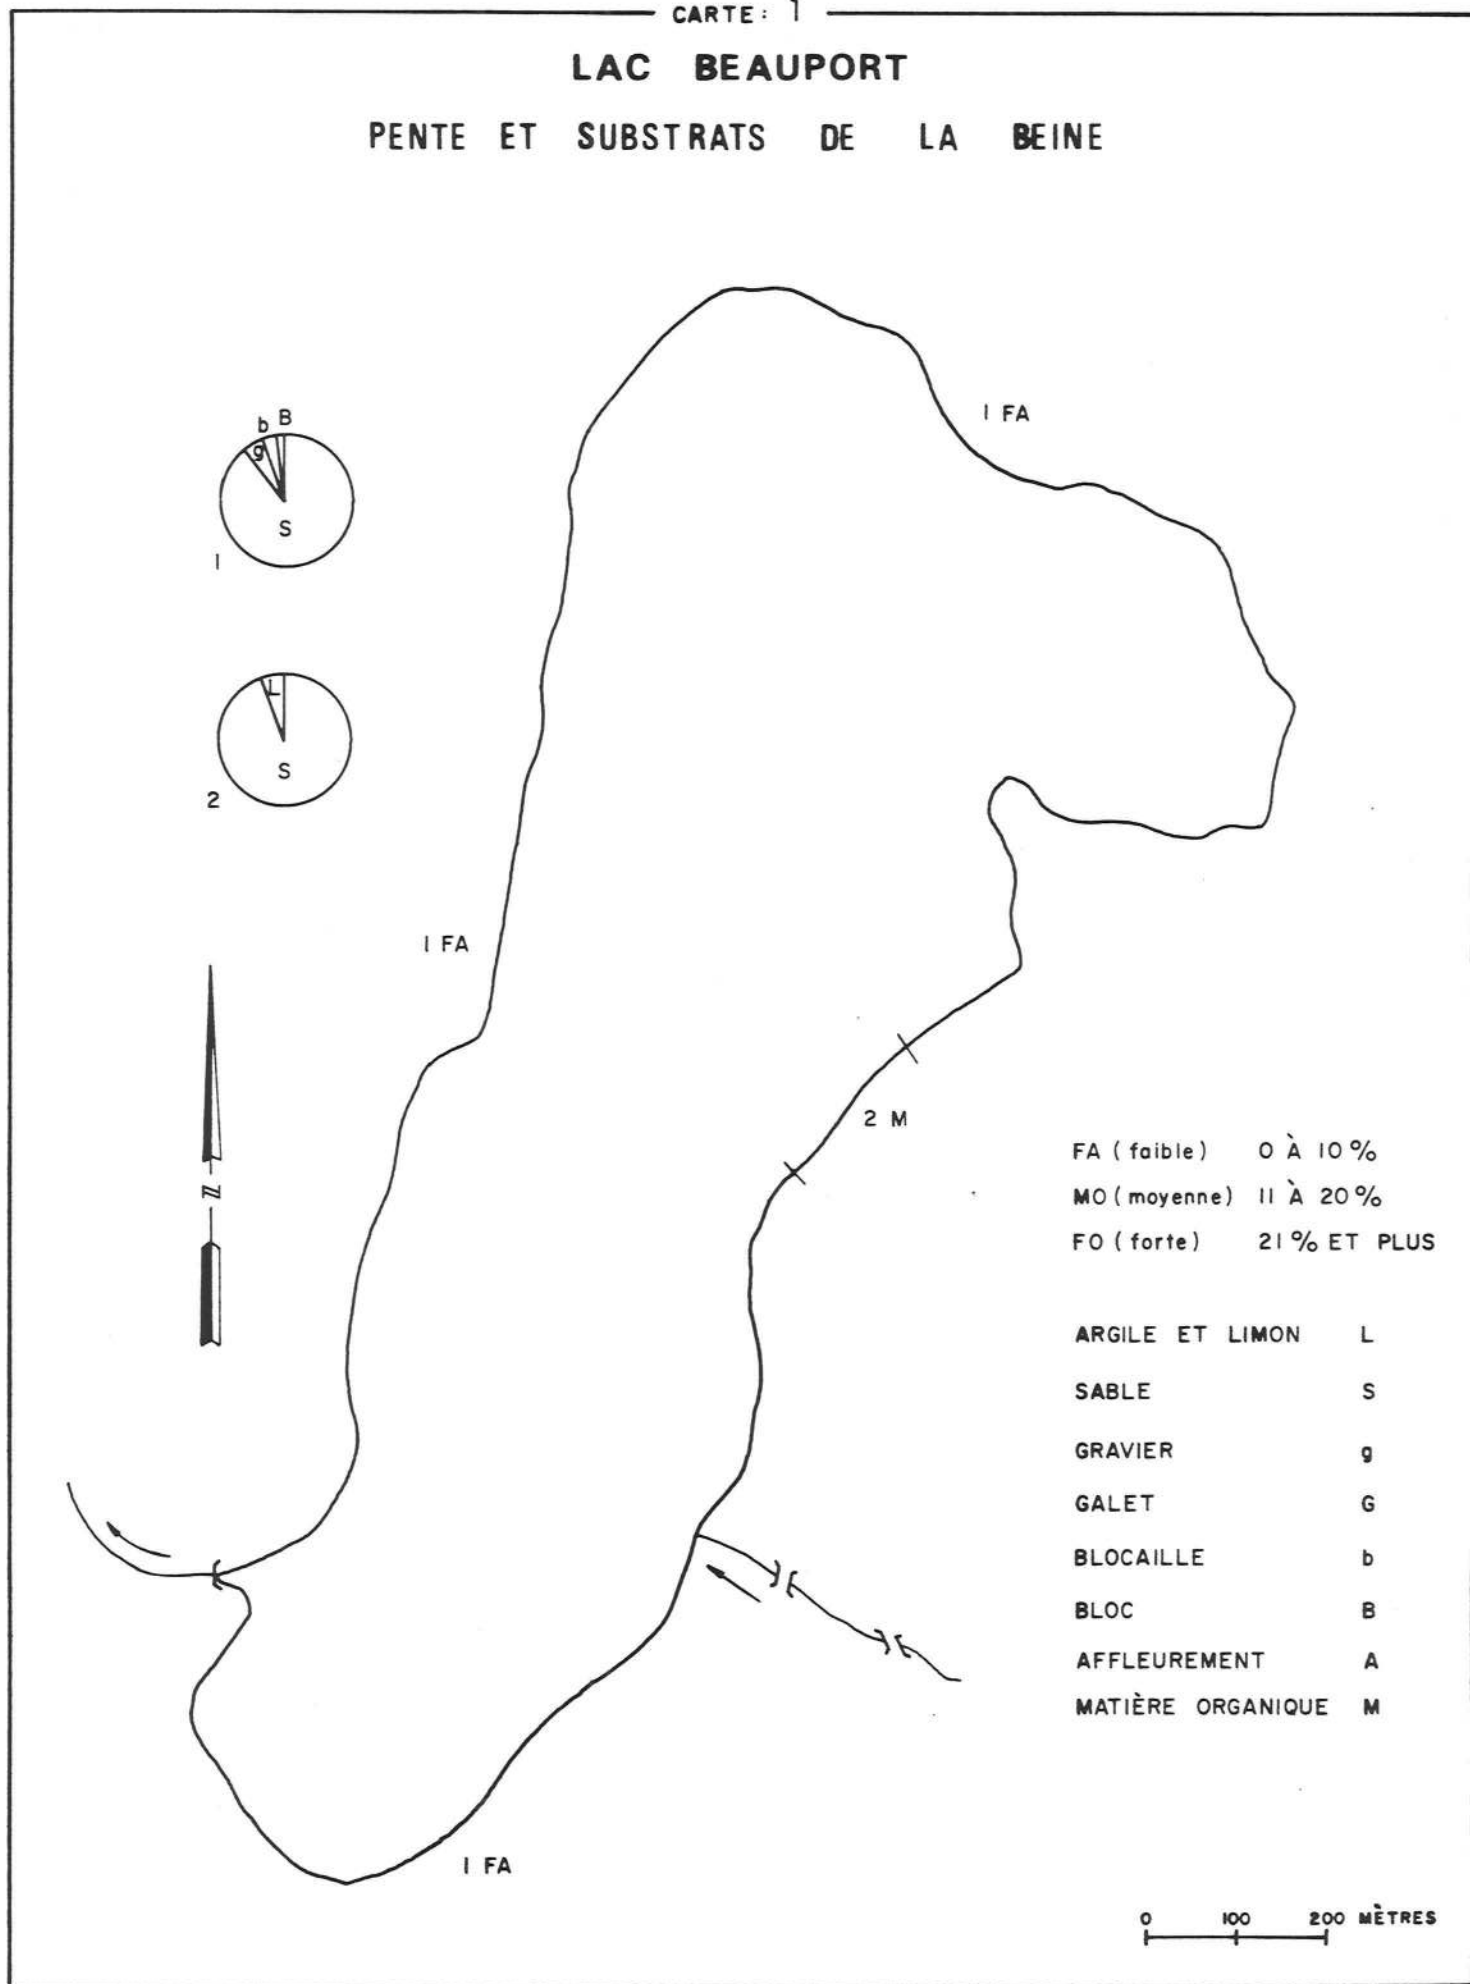 CARTE: 1
LAC BEAUPORT
PENTE ET SUBSTRATS DE LA BEINE
1 FA
b B
g
S
1
L
S
2
1 FA
N
2 M
FA (faible) 0 À 10%
MO (moyenne) 11 À 20%
FO (forte) 21% ET PLUS
ARGILE ET LIMON L
SABLE S
GRAVIER g
GALET G
BLOCAILLE b
BLOC B
AFFLEUREMENT A
MATIÈRE ORGANIQUE M
1 FA
0 100 200 MÈTRES